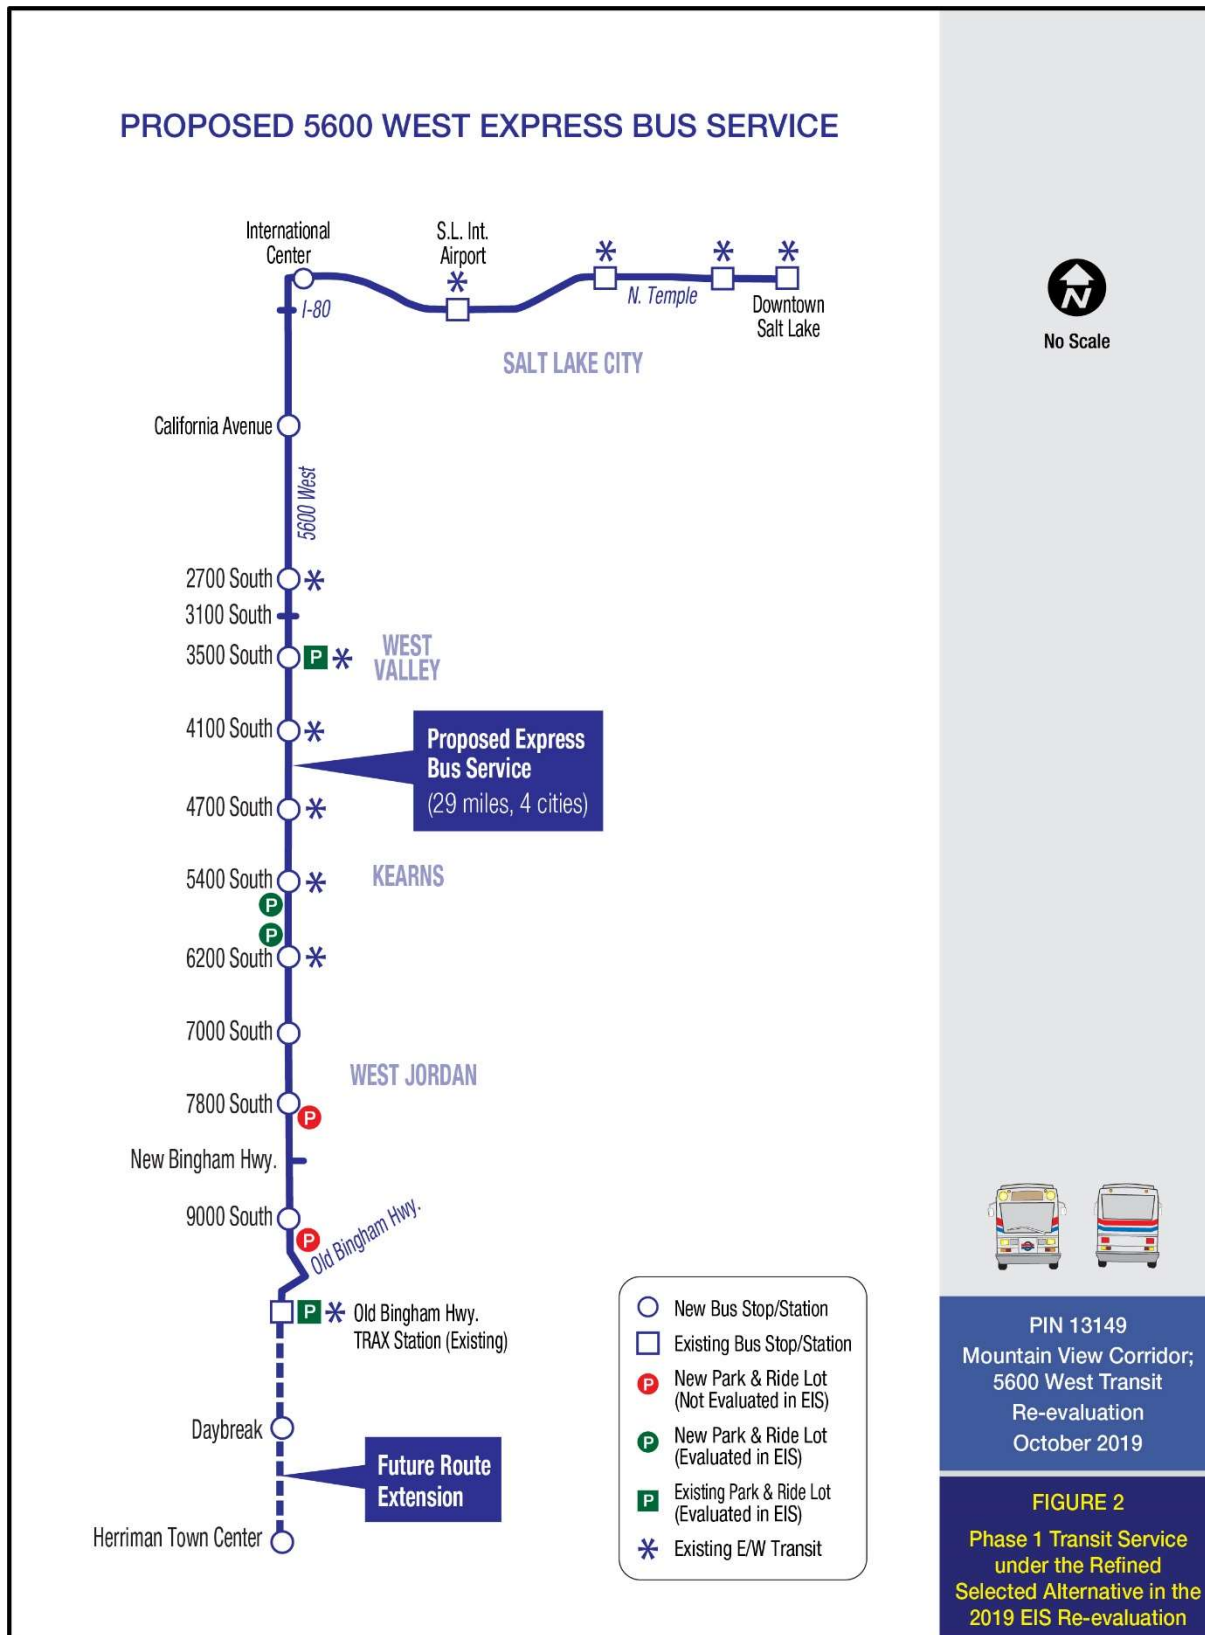 PROPOSED 5600 WEST EXPRESS BUS SERVICE
International
Center
S.L. Int.
Airport
I-80
N. Temple
Downtown
Salt Lake
N
No Scale
SALT LAKE CITY
California Avenue
5600 West
2700 South
3100 South
3500 South
P
WEST
VALLEY
4100 South
Proposed Express
Bus Service
(29 miles, 4 cities)
4700 South
5400 South
KEARNS
P
P
6200 South
7000 South
WEST JORDAN
7800 South
P
New Bingham Hwy.
9000 South
P
Old Bingham Hwy.
P
Old Bingham Hwy.
TRAX Station (Existing)
Daybreak
Future Route
Extension
Herriman Town Center
New Bus Stop/Station
Existing Bus Stop/Station
P New Park & Ride Lot
(Not Evaluated in EIS)
P New Park & Ride Lot
(Evaluated in EIS)
P Existing Park & Ride Lot
(Evaluated in EIS)
Existing E/W Transit
PIN 13149
Mountain View Corridor;
5600 West Transit
Re-evaluation
October 2019
FIGURE 2
Phase 1 Transit Service
under the Refined
Selected Alternative in the
2019 EIS Re-evaluation